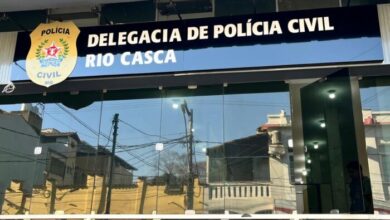 POLÍCIA
CIVIL
DELEGACIA DE POLÍCIA CIVIL
RIO CASCA